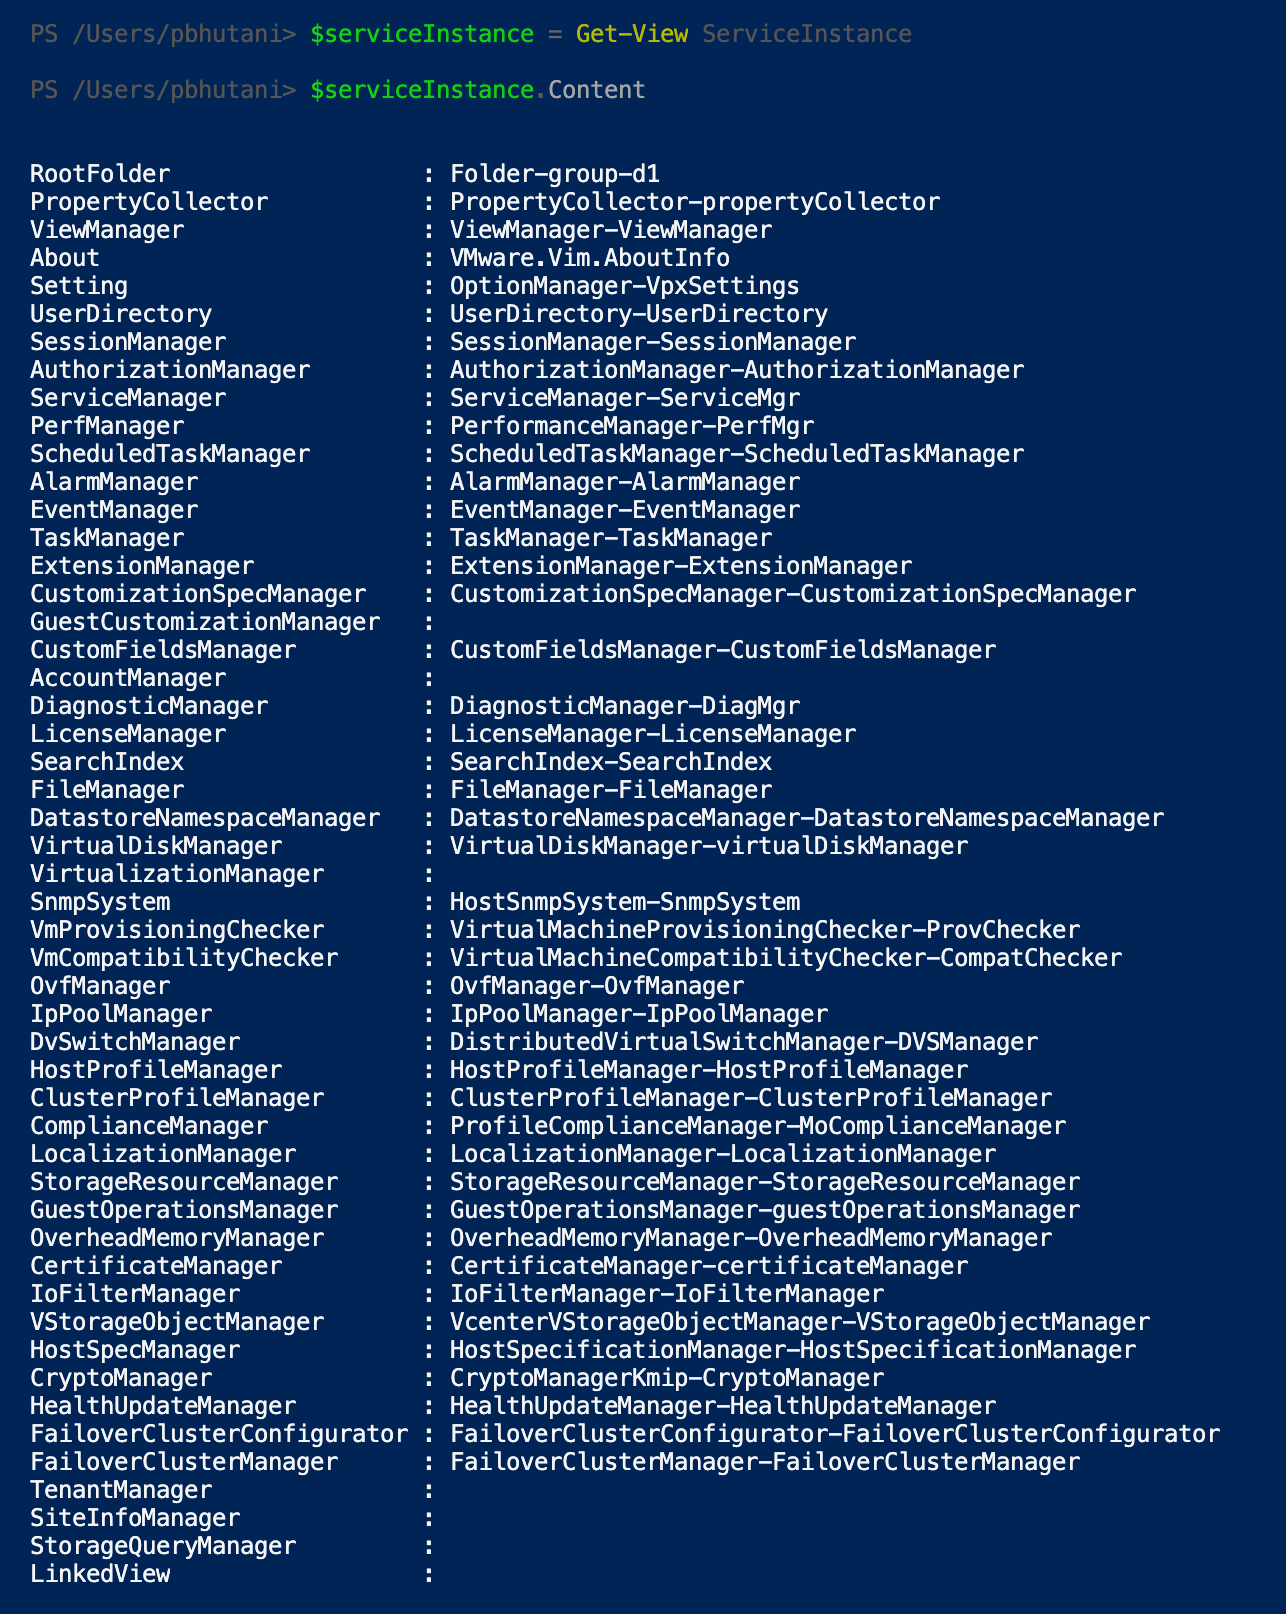 PS /Users/pbhutani> $serviceInstance = Get-View ServiceInstance
PS /Users/pbhutani> $serviceInstance.Content
RootFolder : Folder-group-d1
PropertyCollector : PropertyCollector-propertyCollector
ViewManager : ViewManager-ViewManager
About : VMware.Vim.AboutInfo
Setting : OptionManager-VpxSettings
UserDirectory : UserDirectory-UserDirectory
SessionManager : SessionManager-SessionManager
AuthorizationManager : AuthorizationManager-AuthorizationManager
ServiceManager : ServiceManager-ServiceMgr
PerfManager : PerformanceManager-PerfMgr
ScheduledTaskManager : ScheduledTaskManager-ScheduledTaskManager
AlarmManager : AlarmManager-AlarmManager
EventManager : EventManager-EventManager
TaskManager : TaskManager-TaskManager
ExtensionManager : ExtensionManager-ExtensionManager
CustomizationSpecManager : CustomizationSpecManager-CustomizationSpecManager
GuestCustomizationManager :
CustomFieldsManager : CustomFieldsManager-CustomFieldsManager
AccountManager :
DiagnosticManager : DiagnosticManager-DiagMgr
LicenseManager : LicenseManager-LicenseManager
SearchIndex : SearchIndex-SearchIndex
FileManager : FileManager-FileManager
DatastoreNamespaceManager : DatastoreNamespaceManager-DatastoreNamespaceManager
VirtualDiskManager : VirtualDiskManager-virtualDiskManager
VirtualizationManager :
SnmpSystem : HostSnmpSystem-SnmpSystem
VmProvisioningChecker : VirtualMachineProvisioningChecker-ProvChecker
VmCompatibilityChecker : VirtualMachineCompatibilityChecker-CompatChecker
OvfManager : OvfManager-OvfManager
IpPoolManager : IpPoolManager-IpPoolManager
DvSwitchManager : DistributedVirtualSwitchManager-DVSManager
HostProfileManager : HostProfileManager-HostProfileManager
ClusterProfileManager : ClusterProfileManager-ClusterProfileManager
ComplianceManager : ProfileComplianceManager-MoComplianceManager
LocalizationManager : LocalizationManager-LocalizationManager
StorageResourceManager : StorageResourceManager-StorageResourceManager
GuestOperationsManager : GuestOperationsManager-guestOperationsManager
OverheadMemoryManager : OverheadMemoryManager-OverheadMemoryManager
CertificateManager : CertificateManager-certificateManager
IoFilterManager : IoFilterManager-IoFilterManager
VStorageObjectManager : VcenterVStorageObjectManager-VStorageObjectManager
HostSpecManager : HostSpecificationManager-HostSpecificationManager
CryptoManager : CryptoManagerKmip-CryptoManager
HealthUpdateManager : HealthUpdateManager-HealthUpdateManager
FailoverClusterConfigurator : FailoverClusterConfigurator-FailoverClusterConfigurator
FailoverClusterManager : FailoverClusterManager-FailoverClusterManager
TenantManager :
SiteInfoManager :
StorageQueryManager :
LinkedView :